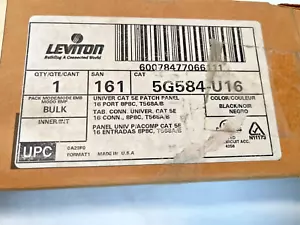 LEVITON
Building A Connected World
QTY/QTE/CANT
SAN
CAT
1
161
5G584-U16
PACK MODE/MODE EMB
MODO EMP
BULK
UNIVER CAT 5E PATCH PANEL
16 PORT 8P8C, T568A/B
TAB. CONN. UNIVER. CAT 5E
16 CONN., 8P8C, T568A/B
PANEL UNIV P/ACOMP CAT 5E
16 ENTRADAS 8P8C, T568A/B
COLOR/COULEUR
BLACK/NOIR
NEGRO
INNER/INT
UPC
FORMAT1
MADE IN U.S.A
N11173